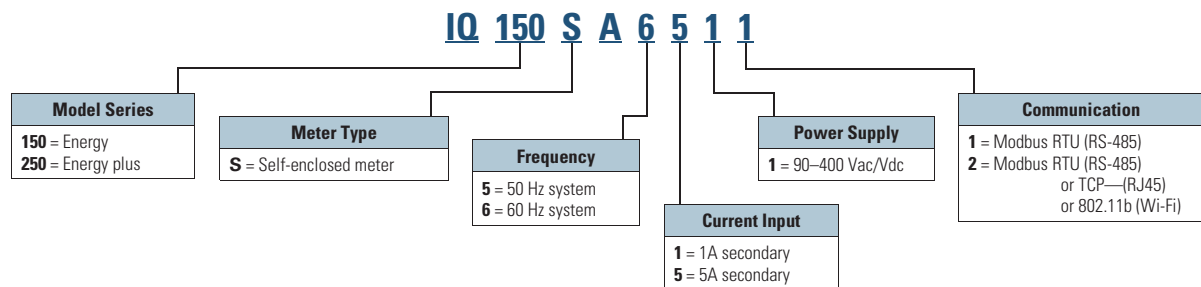 IQ 150 S A 6 5 1 1
Model Series
150 = Energy
250 = Energy plus
Meter Type
S = Self-enclosed meter
Frequency
5 = 50 Hz system
6 = 60 Hz system
Current Input
1 = 1A secondary
5 = 5A secondary
Power Supply
1 = 90–400 Vac/Vdc
Communication
1 = Modbus RTU (RS-485)
2 = Modbus RTU (RS-485)
or TCP—(RJ45)
or 802.11b (Wi-Fi)